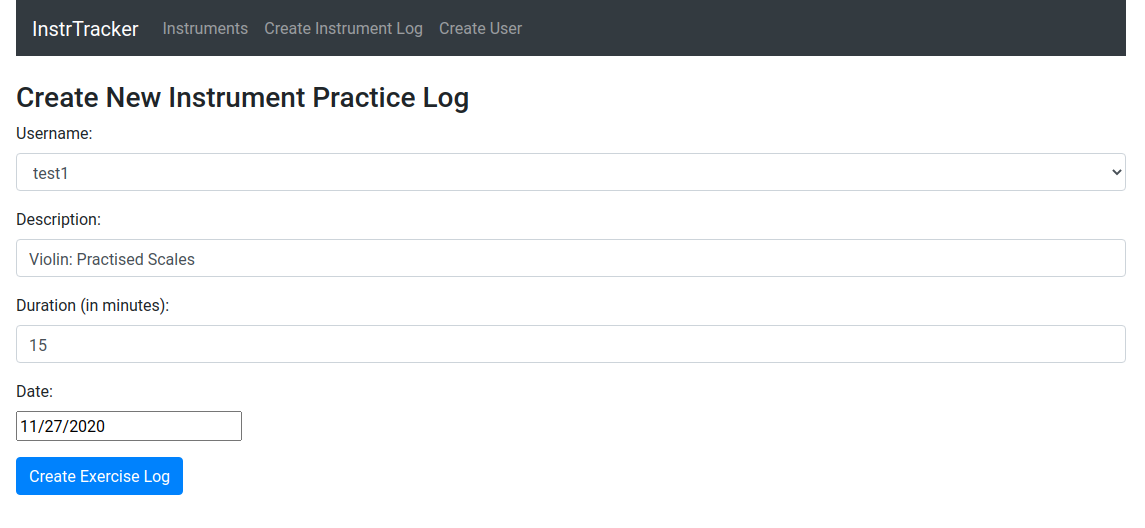 InstrTracker Instruments Create Instrument Log Create User
Create New Instrument Practice Log
Username:
test1
Description:
Violin: Practised Scales
Duration (in minutes):
15
Date:
11/27/2020
Create Exercise Log